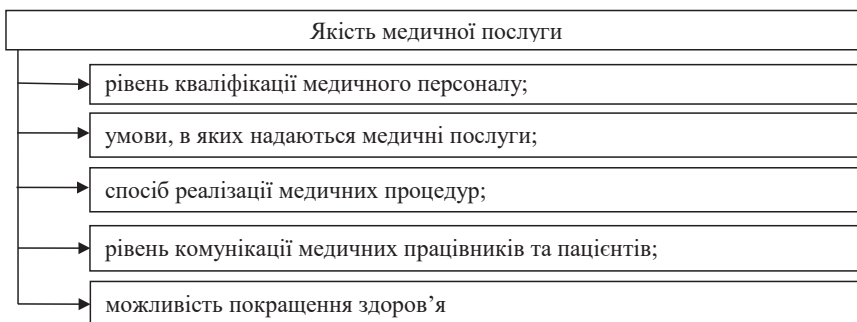 Якість медичної послуги
рівень кваліфікації медичного персоналу;
умови, в яких надаються медичні послуги;
спосіб реалізації медичних процедур;
рівень комунікації медичних працівників та пацієнтів;
можливість покращення здоров’я